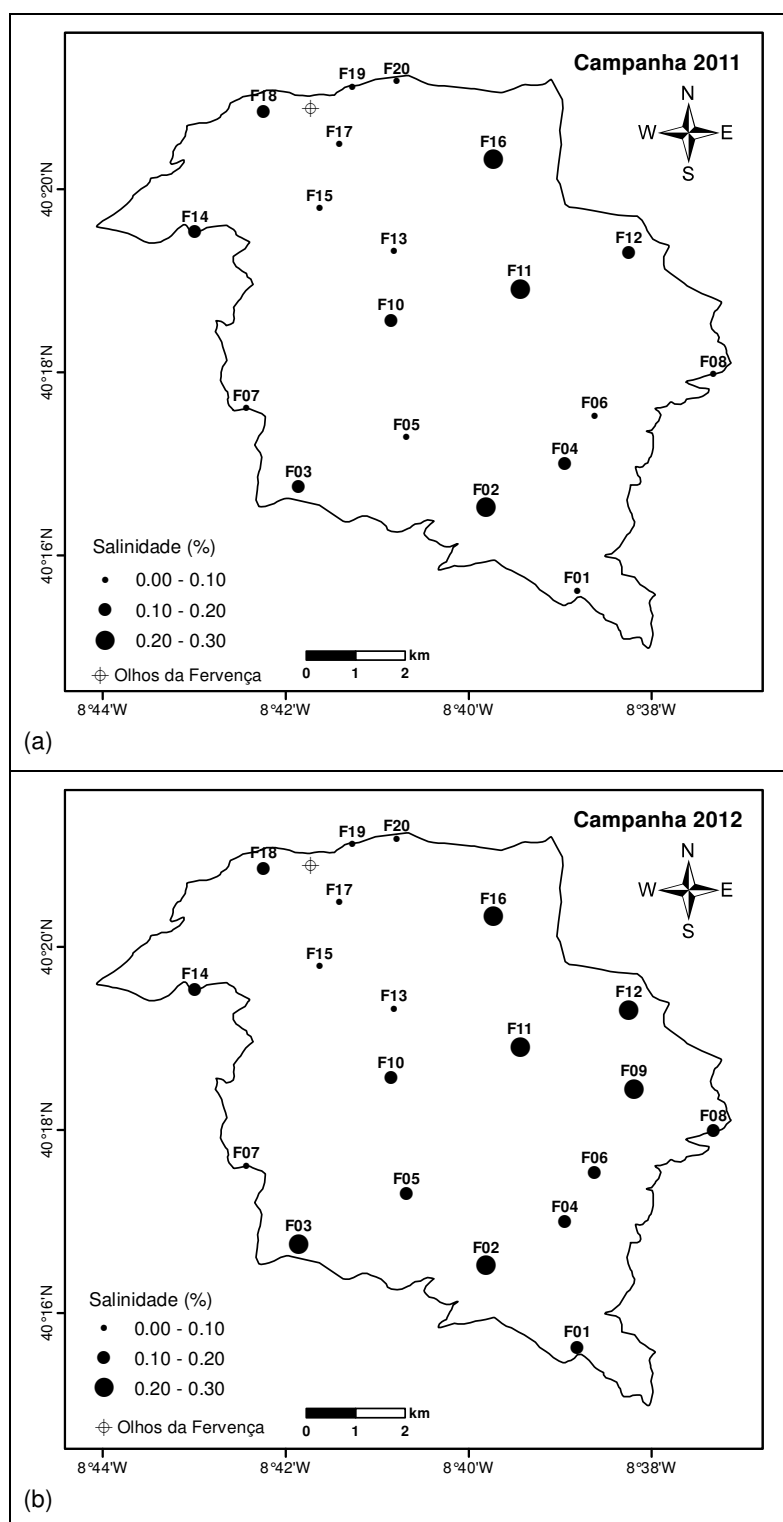 Campanha 2011
N
W E
S
F19 F20
F18
F17
F16
F15
F14
F13
F12
F11
F10
F08
F07
F06
F05
F04
F03
F02
F01
40°20'N
40°18'N
40°16'N
Salinidade (%)
0.00 - 0.10
0.10 - 0.20
0.20 - 0.30
Olhos da Fervença
km
0 1 2
8°44'W 8°42'W 8°40'W 8°38'W
(a)
Campanha 2012
N
W E
S
F19 F20
F18
F17
F16
F15
F14
F13
F12
F11
F09
F10
F08
F07
F06
F05
F04
F03
F02
F01
40°20'N
40°18'N
40°16'N
Salinidade (%)
0.00 - 0.10
0.10 - 0.20
0.20 - 0.30
Olhos da Fervença
km
0 1 2
8°44'W 8°42'W 8°40'W 8°38'W
(b)